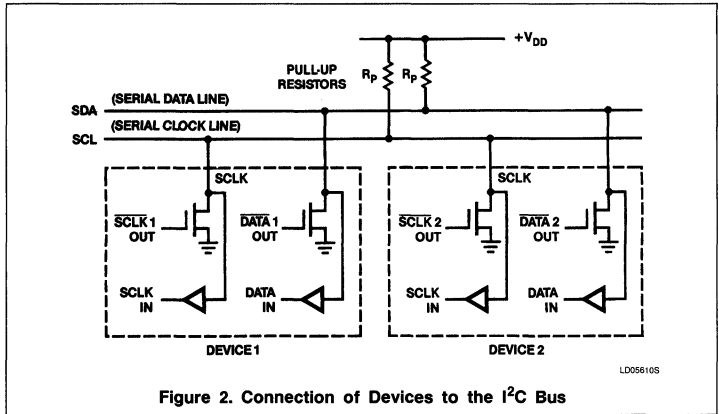 +VDD
PULL-UP
RESISTORS
RP
RP
(SERIAL DATA LINE)
SDA
(SERIAL CLOCK LINE)
SCL
SCLK
SCLK 1
OUT
DATA 1
OUT
SCLK
IN
DATA
IN
DEVICE 1
SCLK
SCLK 2
OUT
DATA 2
OUT
SCLK
IN
DATA
IN
DEVICE 2
LD05610S
Figure 2. Connection of Devices to the I²C Bus